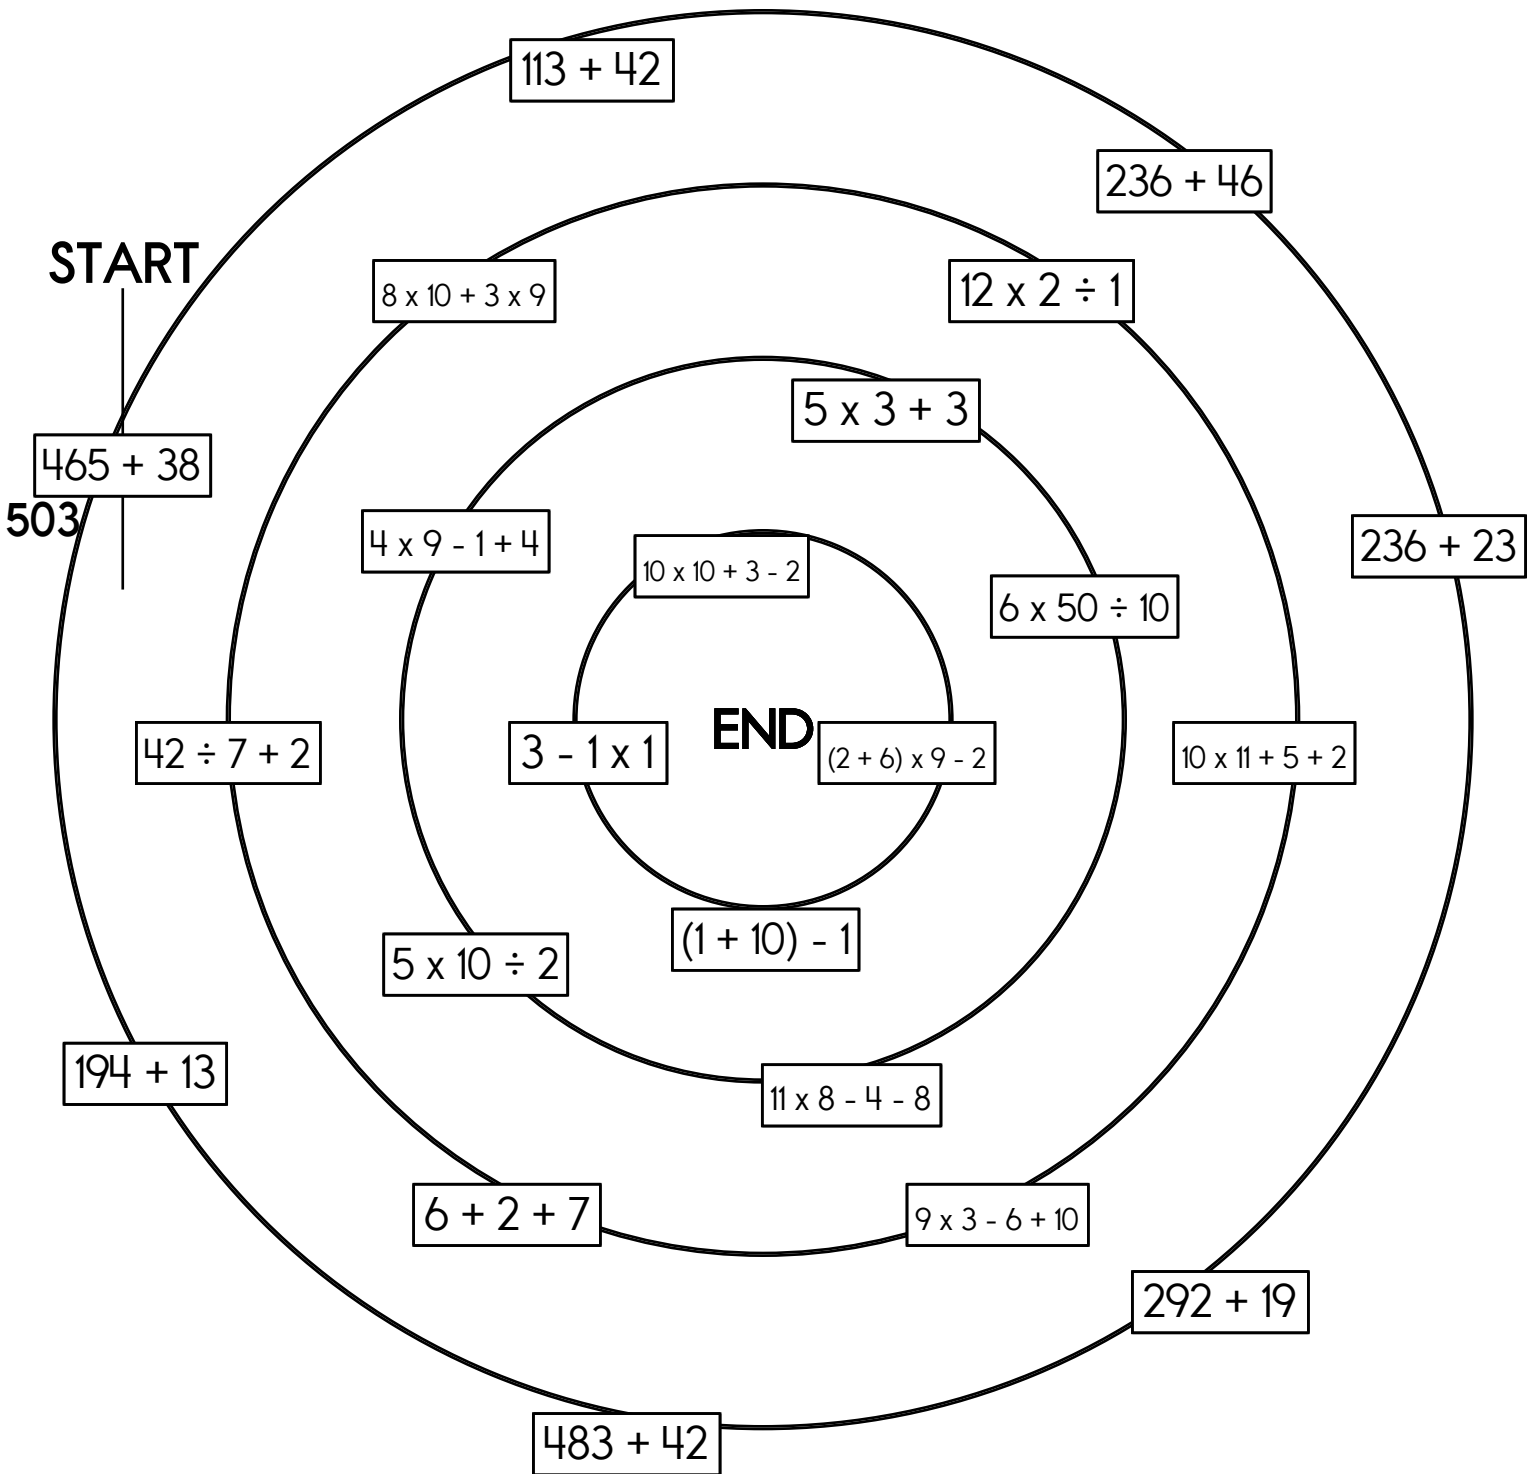 113 + 42
236 + 46
START
8 x 10 + 3 x 9
12 x 2 ÷ 1
5 x 3 + 3
465 + 38
503
4 x 9 - 1 + 4
236 + 23
10 x 10 + 3 - 2
6 x 50 ÷ 10
END
42 ÷ 7 + 2
3 - 1 x 1
(2 + 6) x 9 - 2
10 x 11 + 5 + 2
(1 + 10) - 1
5 x 10 ÷ 2
194 + 13
11 x 8 - 4 - 8
6 + 2 + 7
9 x 3 - 6 + 10
292 + 19
483 + 42